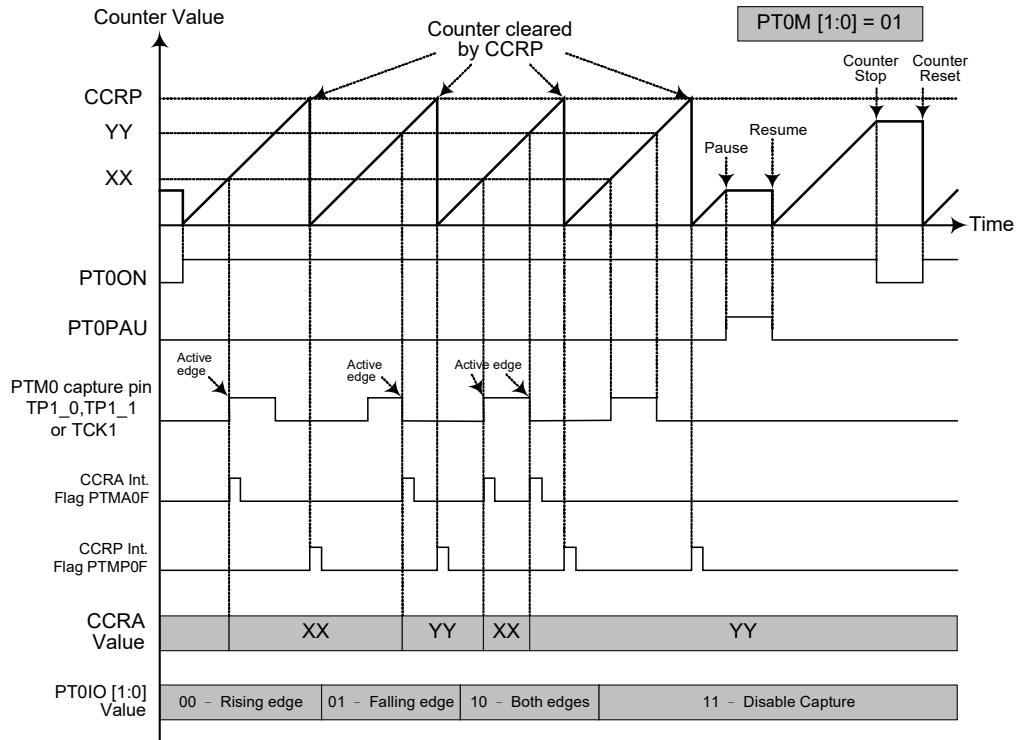 Counter Value
PT0M [1:0] = 01
Counter cleared
by CCRP
Counter
Stop
Counter
Reset
CCRP
YY
XX
Pause
Resume
Time
PT0ON
PT0PAU
Active
edge
Active
edge
Active edge
PTM0 capture pin
TP1_0,TP1_1
or TCK1
CCRA Int.
Flag PTMA0F
CCRP Int.
Flag PTMP0F
CCRA
Value
XX
YY
XX
YY
PT0IO [1:0]
Value
00 - Rising edge
01 - Falling edge
10 - Both edges
11 - Disable Capture